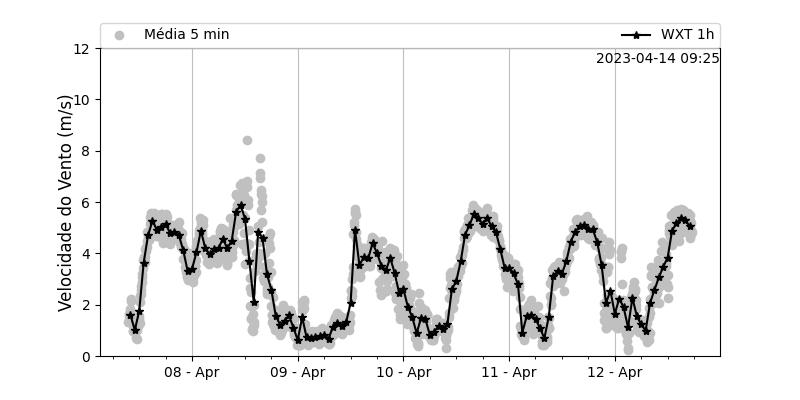 Média 5 min
WXT 1h
2023-04-14 09:25
Velocidade do Vento (m/s)
12
10
8
6
4
2
0
08 - Apr
09 - Apr
10 - Apr
11 - Apr
12 - Apr